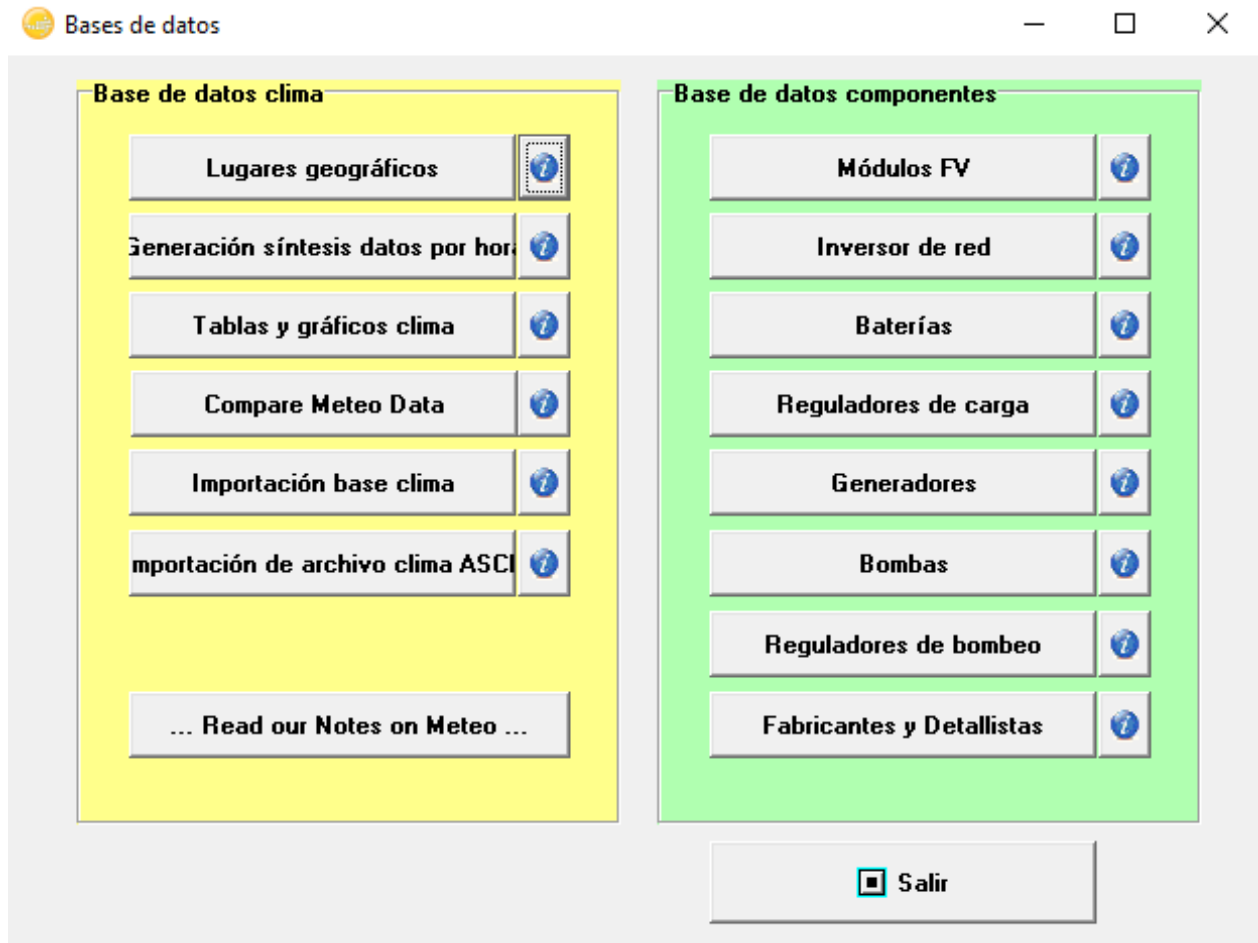 Bases de datos
Base de datos clima
Lugares geográficos
Generación síntesis datos por hora
Tablas y gráficos clima
Compare Meteo Data
Importación base clima
mportación de archivo clima ASCI
... Read our Notes on Meteo ...
Base de datos componentes
Módulos FV
Inversor de red
Baterías
Reguladores de carga
Generadores
Bombas
Reguladores de bombeo
Fabricantes y Detallistas
Salir